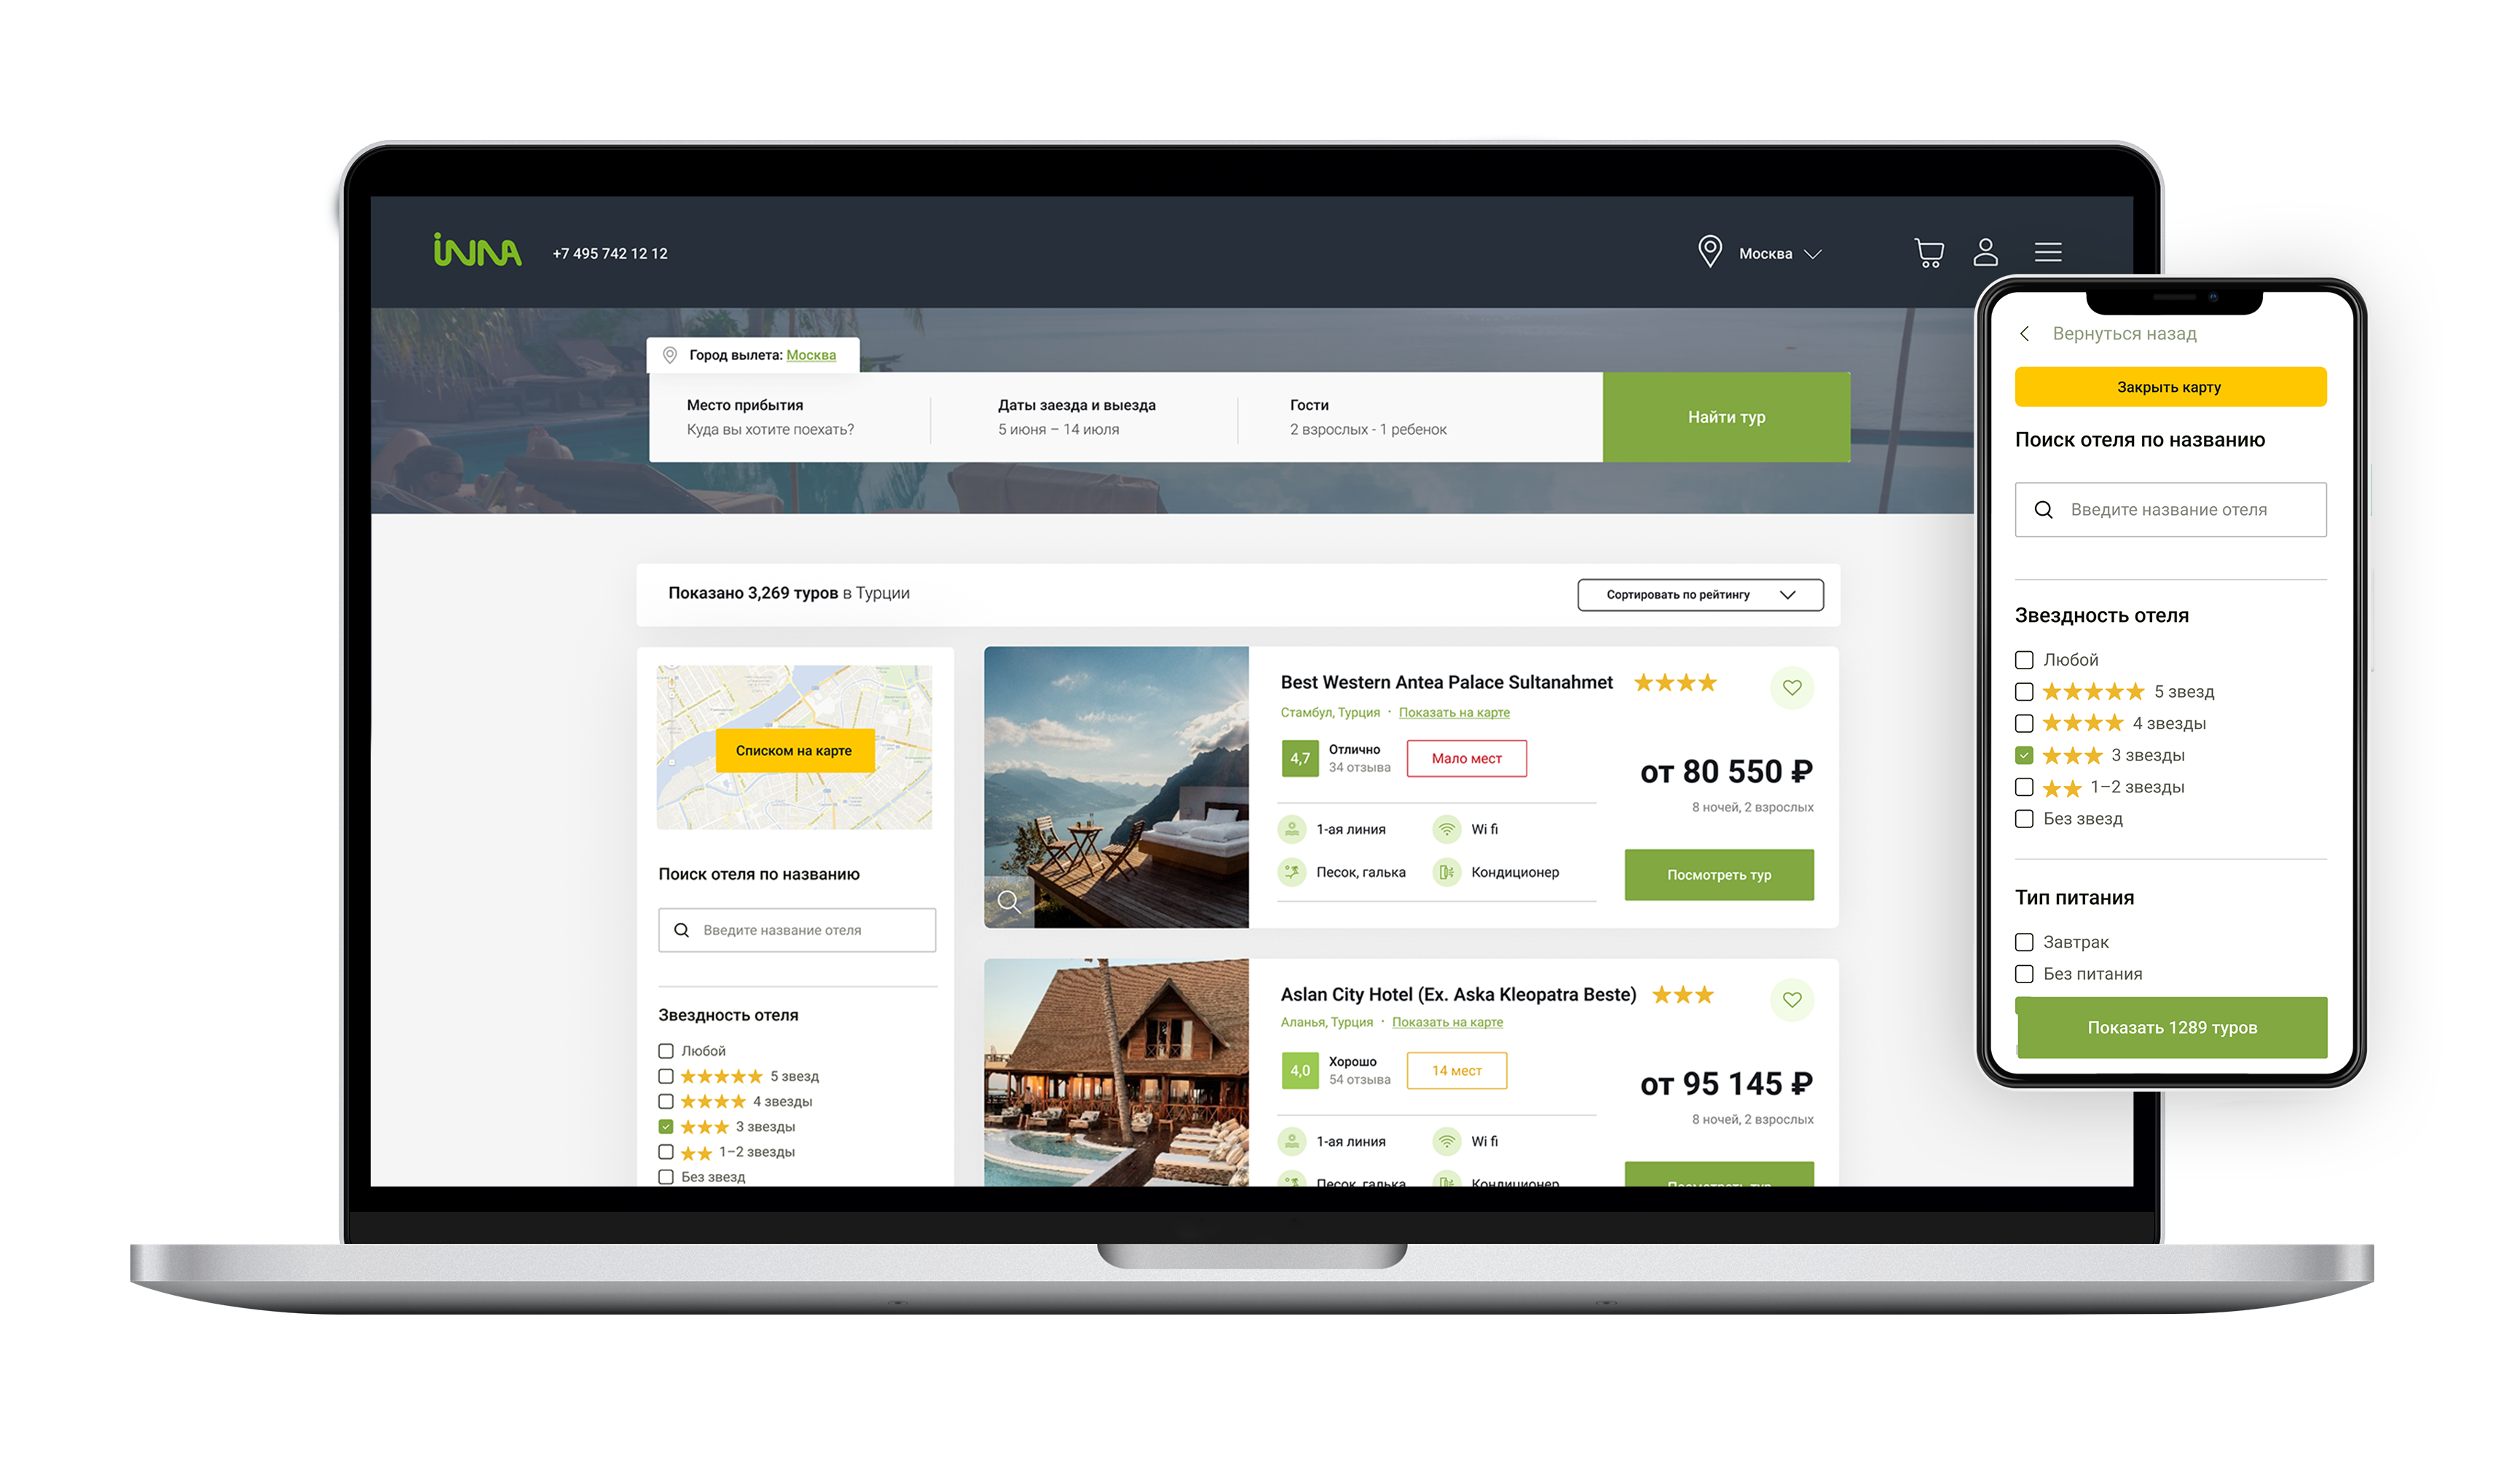 inna
+7 495 742 12 12
Москва
Город вылета: Москва
Место прибытия
Куда вы хотите поехать?
Даты заезда и выезда
5 июня – 14 июля
Гости
2 взрослых - 1 ребенок
Найти тур
Показано 3,269 туров в Турции
Сортировать по рейтингу
Списком на карте
Поиск отеля по названию
Введите название отеля
Звездность отеля
Любой
5 звезд
4 звезды
3 звезды
1–2 звезды
Без звезд
Best Western Antea Palace Sultanahmet
Стамбул, Турция · Показать на карте
4,7
Отлично
34 отзыва
Мало мест
от 80 550 ₽
8 ночей, 2 взрослых
1-ая линия
Wi fi
Песок, галька
Кондиционер
Посмотреть тур
Aslan City Hotel (Ex. Aska Kleopatra Beste)
Аланья, Турция · Показать на карте
4,0
Хорошо
54 отзыва
14 мест
от 95 145 ₽
8 ночей, 2 взрослых
1-ая линия
Wi fi
Песок, галька
Кондиционер
Посмотреть тур
Вернуться назад
Закрыть карту
Поиск отеля по названию
Введите название отеля
Звездность отеля
Любой
5 звезд
4 звезды
3 звезды
1–2 звезды
Без звезд
Тип питания
Завтрак
Без питания
Показать 1289 туров